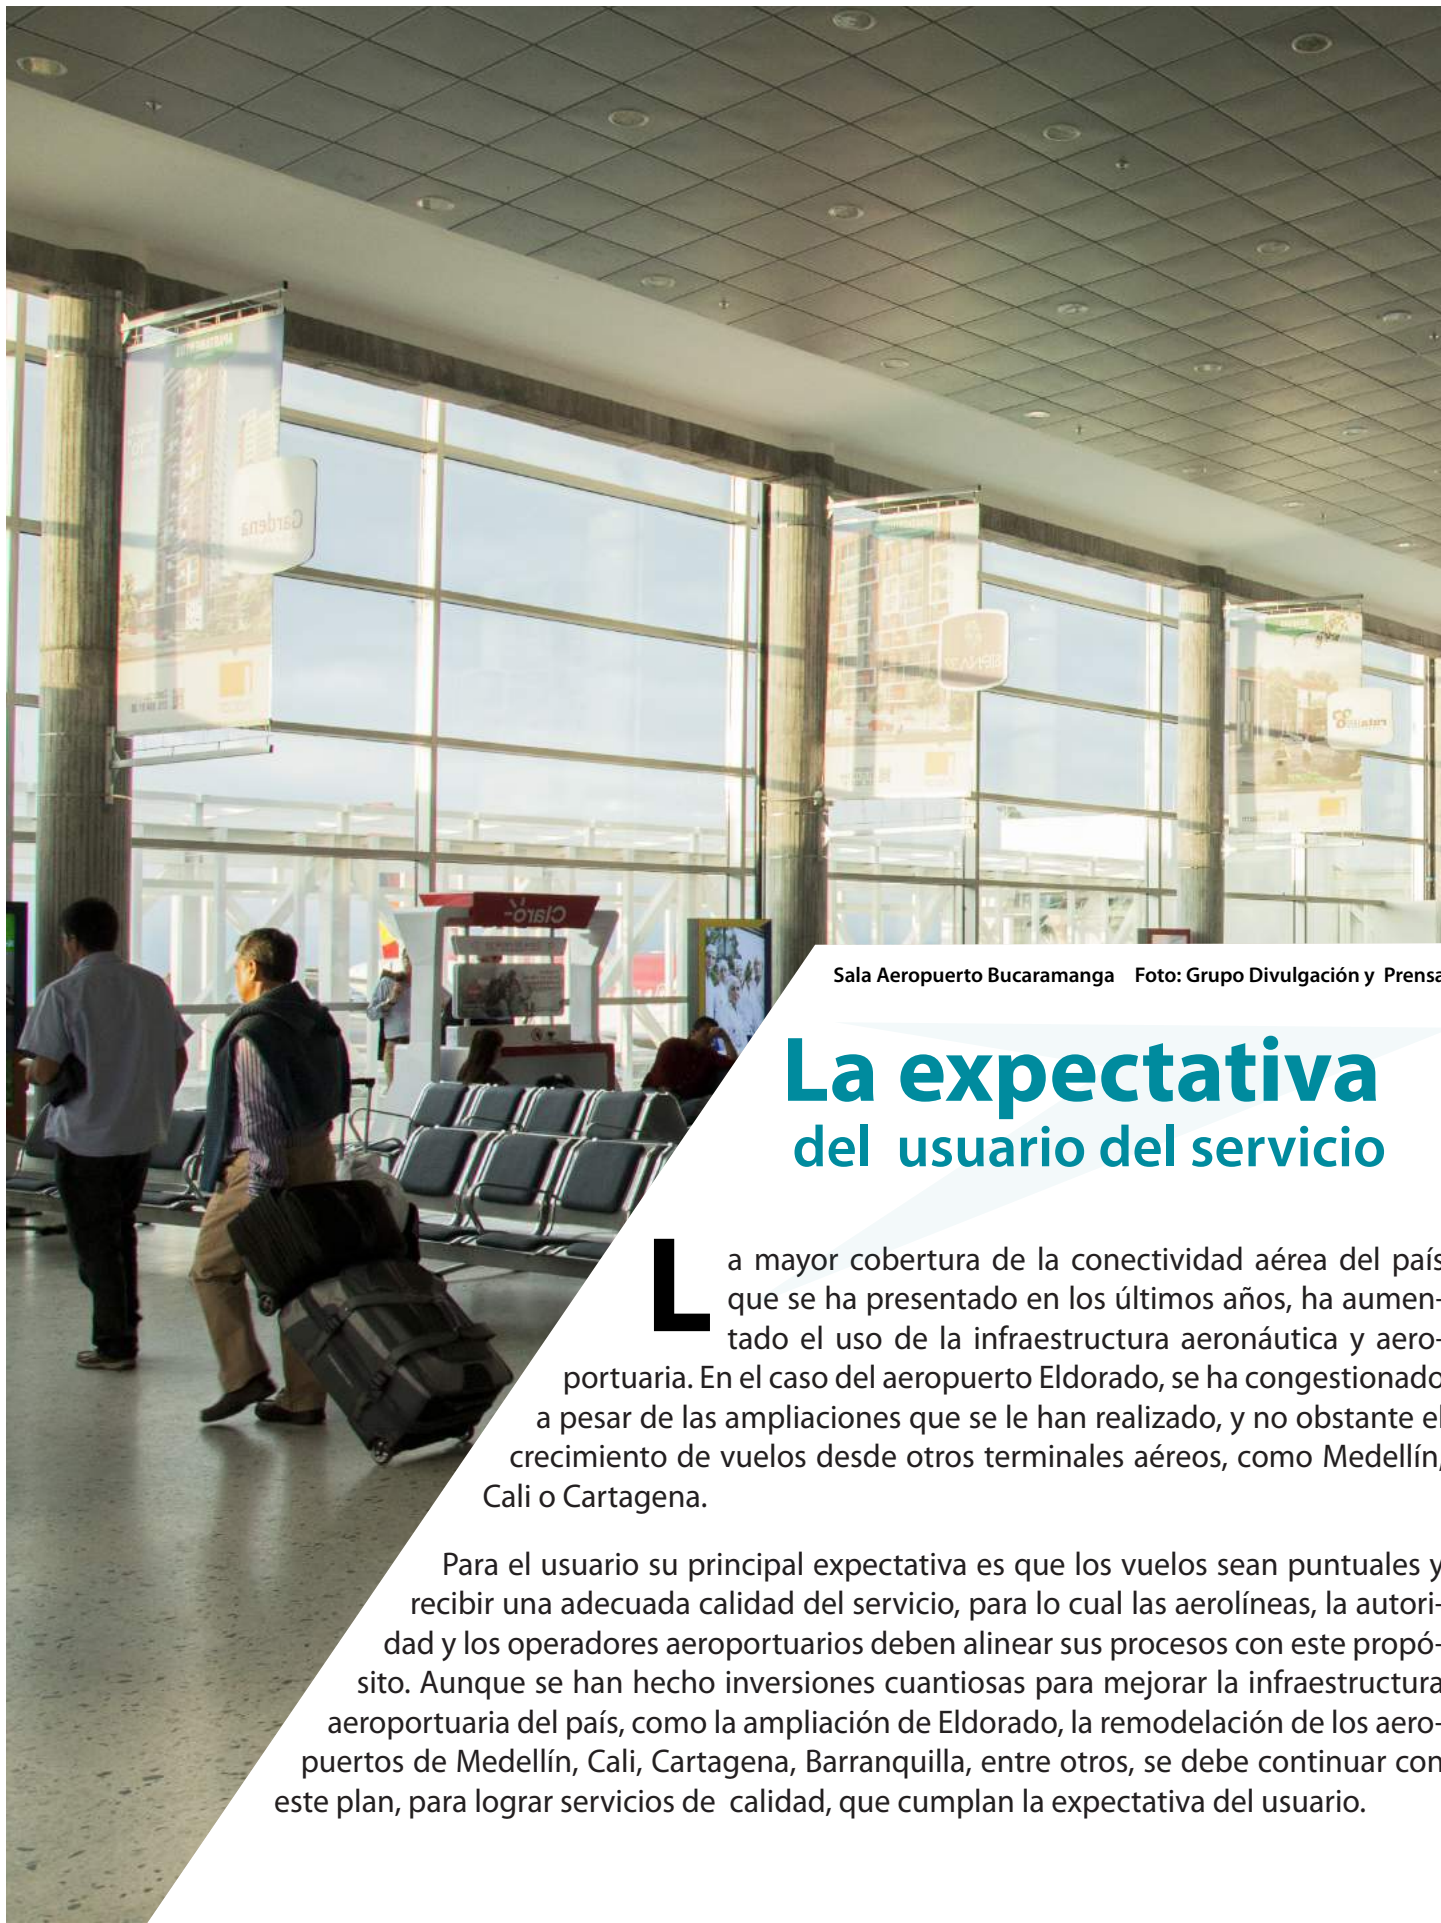 APARTAMENTOS
Gardena
SIENA
Claro-
Sala Aeropuerto Bucaramanga Foto: Grupo Divulgación y Prensa
La expectativa
del usuario del servicio
La mayor cobertura de la conectividad aérea del país
que se ha presentado en los últimos años, ha aumen-
tado el uso de la infraestructura aeronáutica y aero-
portuaria. En el caso del aeropuerto Eldorado, se ha congestionado
a pesar de las ampliaciones que se le han realizado, y no obstante el
crecimiento de vuelos desde otros terminales aéreos, como Medellín,
Cali o Cartagena.
Para el usuario su principal expectativa es que los vuelos sean puntuales y
recibir una adecuada calidad del servicio, para lo cual las aerolíneas, la autori-
dad y los operadores aeroportuarios deben alinear sus procesos con este propó-
sito. Aunque se han hecho inversiones cuantiosas para mejorar la infraestructura
aeroportuaria del país, como la ampliación de Eldorado, la remodelación de los aero-
puertos de Medellín, Cali, Cartagena, Barranquilla, entre otros, se debe continuar con
este plan, para lograr servicios de calidad, que cumplan la expectativa del usuario.